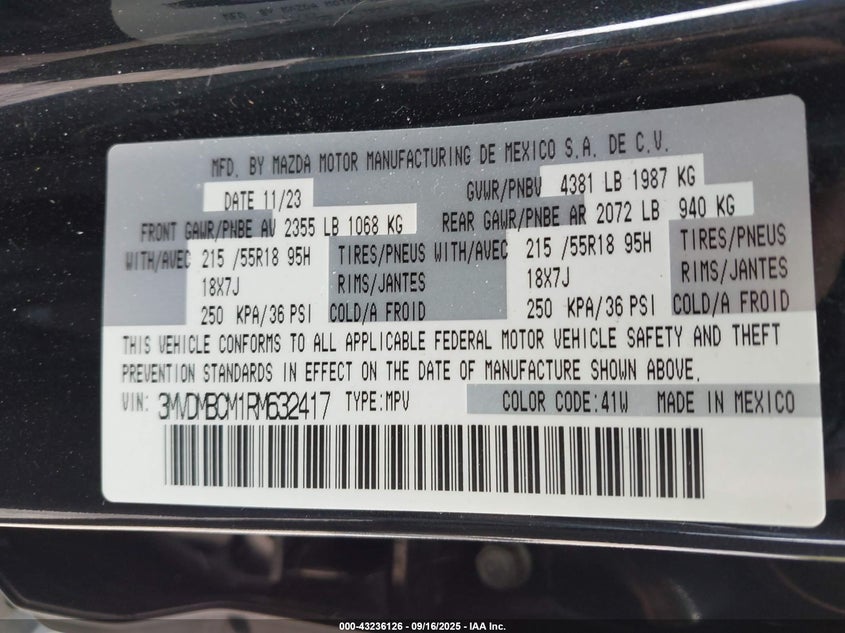 MFD. BY MAZDA MOTOR
MFD. BY MAZDA MOTOR MANUFACTURING DE MEXICO S.A. DE C.V.
DATE 11/23 GVWR/PNBV 4381 LB 1987 KG
FRONT GAWR/PNBE AV 2355 LB 1068 KG REAR GAWR/PNBE AR 2072 LB 940 KG
WITH/AVEC 215 /55R18 95H TIRES/PNEUS WITH/AVEC 215 /55R18 95H TIRES/PNEUS
18X7J RIMS/JANTES 18X7J RIMS/JANTES
250 KPA/36 PSI COLD/A FROID 250 KPA/36 PSI COLD/A FROID
THIS VEHICLE CONFORMS TO ALL APPLICABLE FEDERAL MOTOR VEHICLE SAFETY AND THEFT
PREVENTION STANDARDS IN EFFECT ON THE DATE OF MANUFACTURE SHOWN ABOVE.
VIN: 3MVDMBCM1RM632417 TYPE:MPV COLOR CODE:41W MADE IN MEXICO
000-43236126 - 09/16/2025 - IAA Inc.